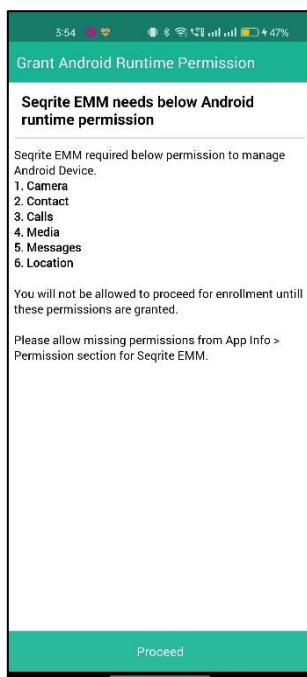 3:54
47%
Grant Android Runtime Permission
Seqrite EMM needs below Android
runtime permission
Seqrite EMM required below permission to manage
Android Device.
1. Camera
2. Contact
3. Calls
4. Media
5. Messages
6. Location
You will not be allowed to proceed for enrollment untill
these permissions are granted.
Please allow missing permissions from App Info >
Permission section for Seqrite EMM.
Proceed